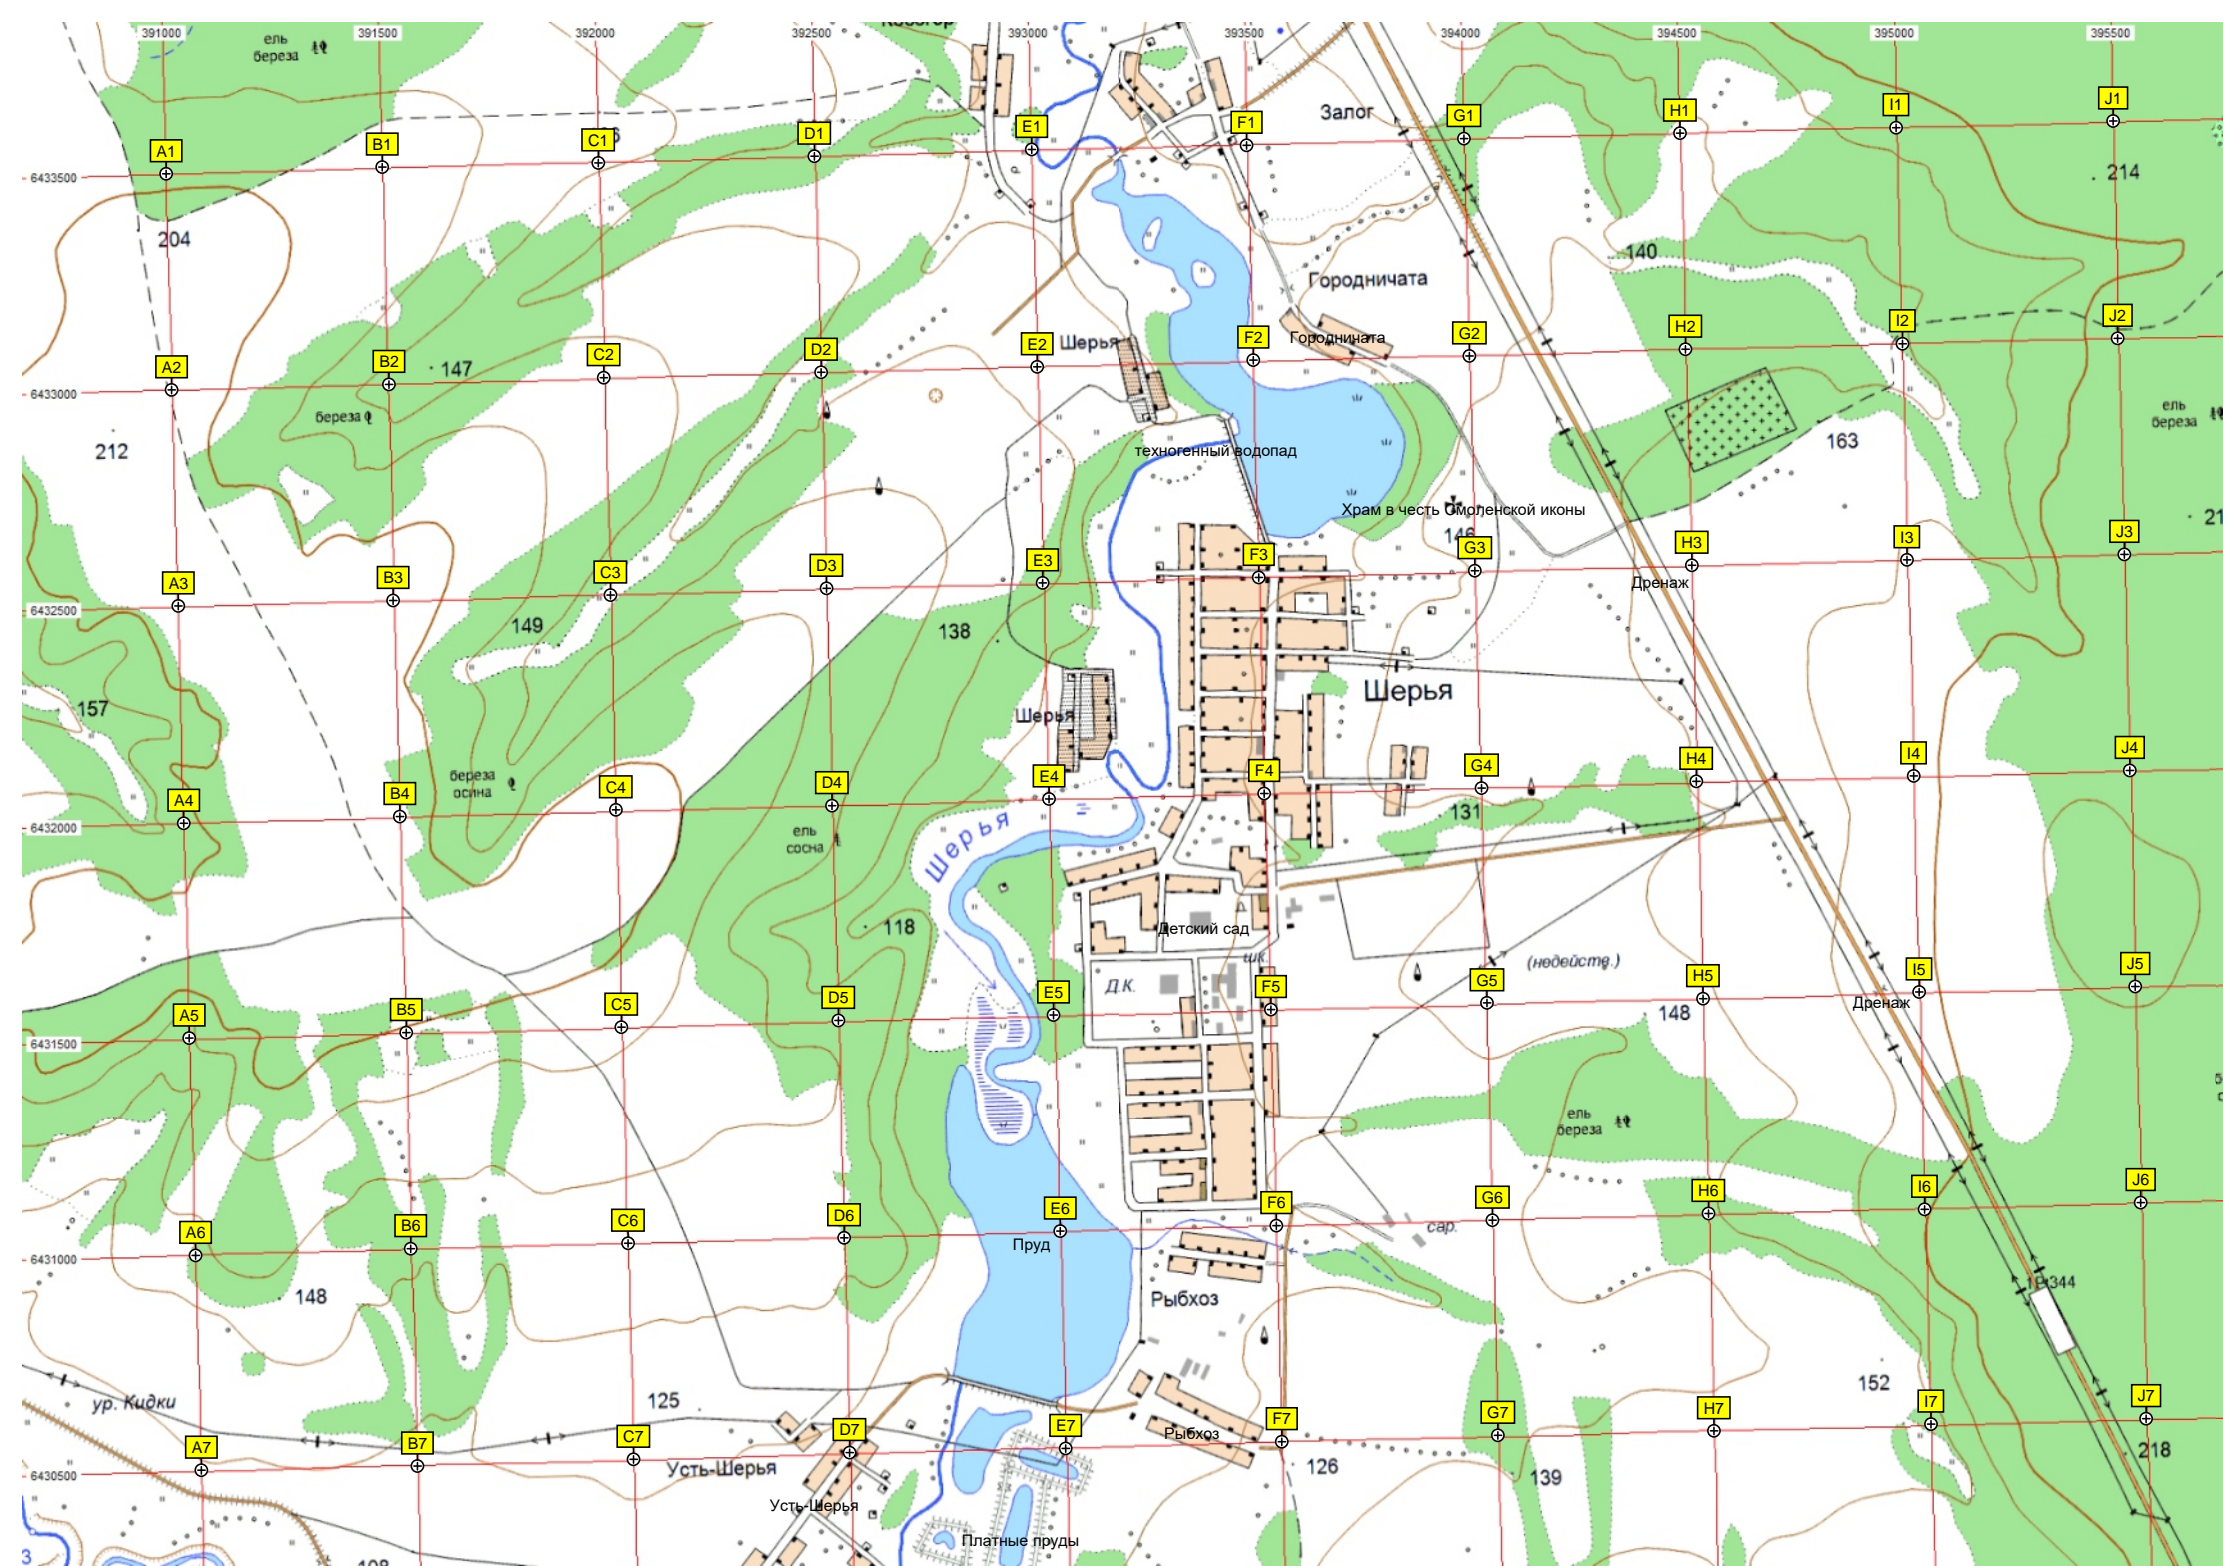 391000
391500
392000
392500
393000
393500
394000
394500
395000
395500
ель
береза
Залог
A1
B1
C1
D1
E1
F1
G1
H1
I1
J1
6433500
214
204
140
Городничата
A2
B2
C2
D2
E2
F2
G2
H2
I2
J2
Шерья
Городнината
147
6433000
береза
212
163
ель
береза
техногенный водопад
Храм в честь Смоленской иконы
146
A3
B3
C3
D3
E3
F3
G3
H3
I3
J3
Дренаж
6432500
149
138
157
Шерья
Шерья
A4
B4
C4
D4
E4
F4
G4
H4
I4
J4
береза
осина
131
6432000
ель
сосна
Шерья
118
Детский сад
шк.
(недейств.)
Д.К.
A5
B5
C5
D5
E5
F5
G5
H5
I5
J5
Дренаж
148
6431500
ель
береза
A6
B6
C6
D6
E6
F6
G6
H6
I6
J6
сар.
Пруд
6431000
148
Рыбхоз
152
125
ур. Кидки
A7
B7
C7
D7
E7
F7
G7
H7
I7
J7
Рыбхоз
218
6430500
Усть-Шерья
126
139
Усть-Шерья
Платные пруды